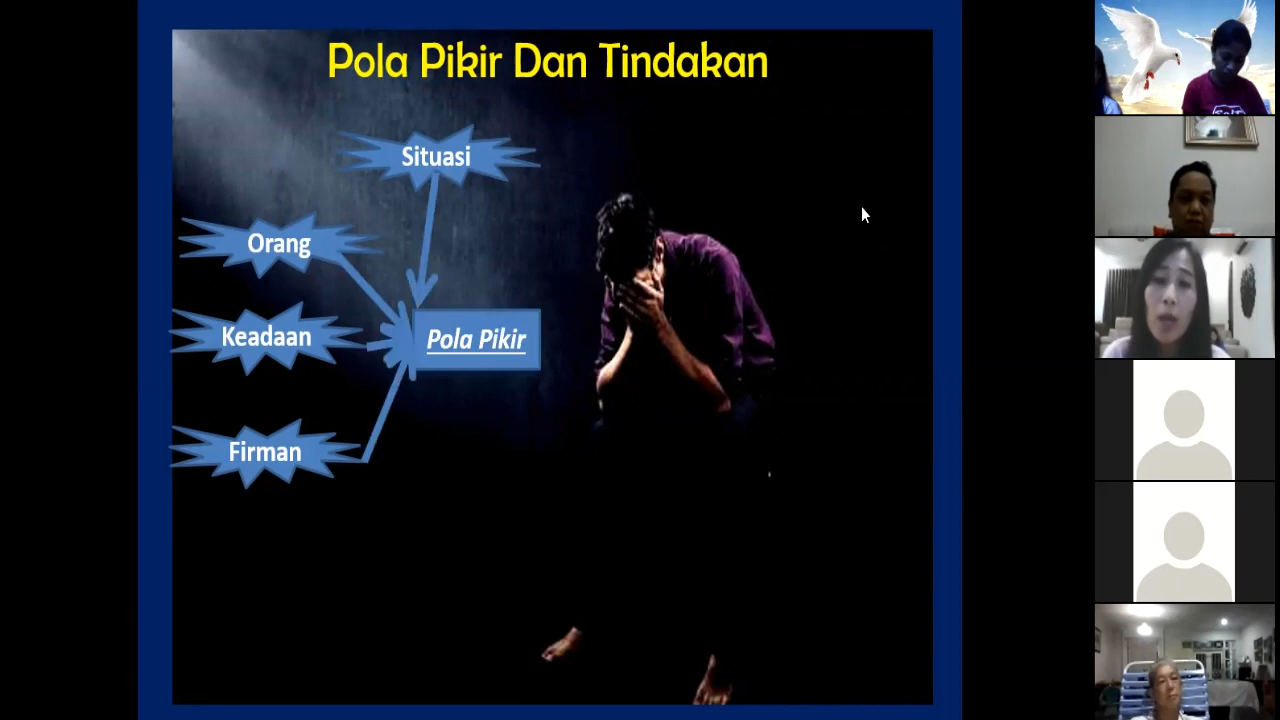 Pola Pikir Dan Tindakan
Situasi
Orang
Keadaan
Pola Pikir
Firman